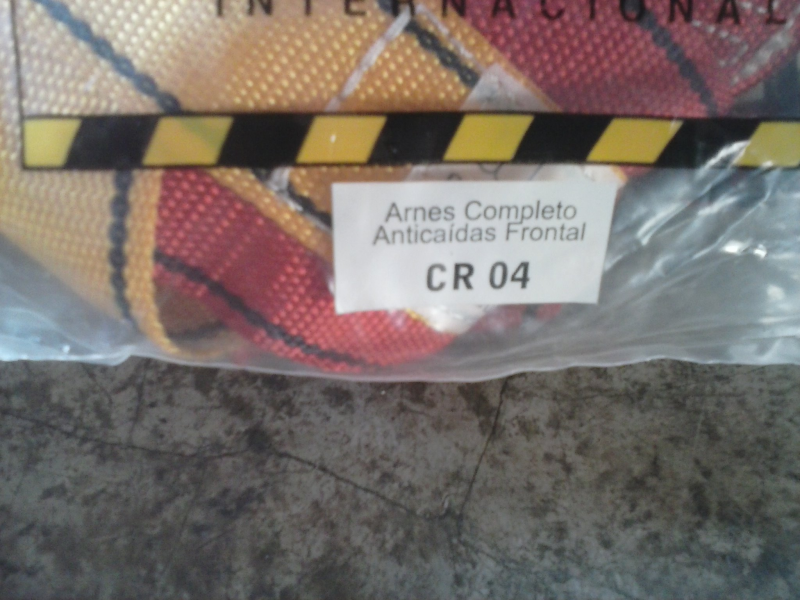 INTERNACIONAL
Arnes Completo
Anticaídas Frontal
CR 04